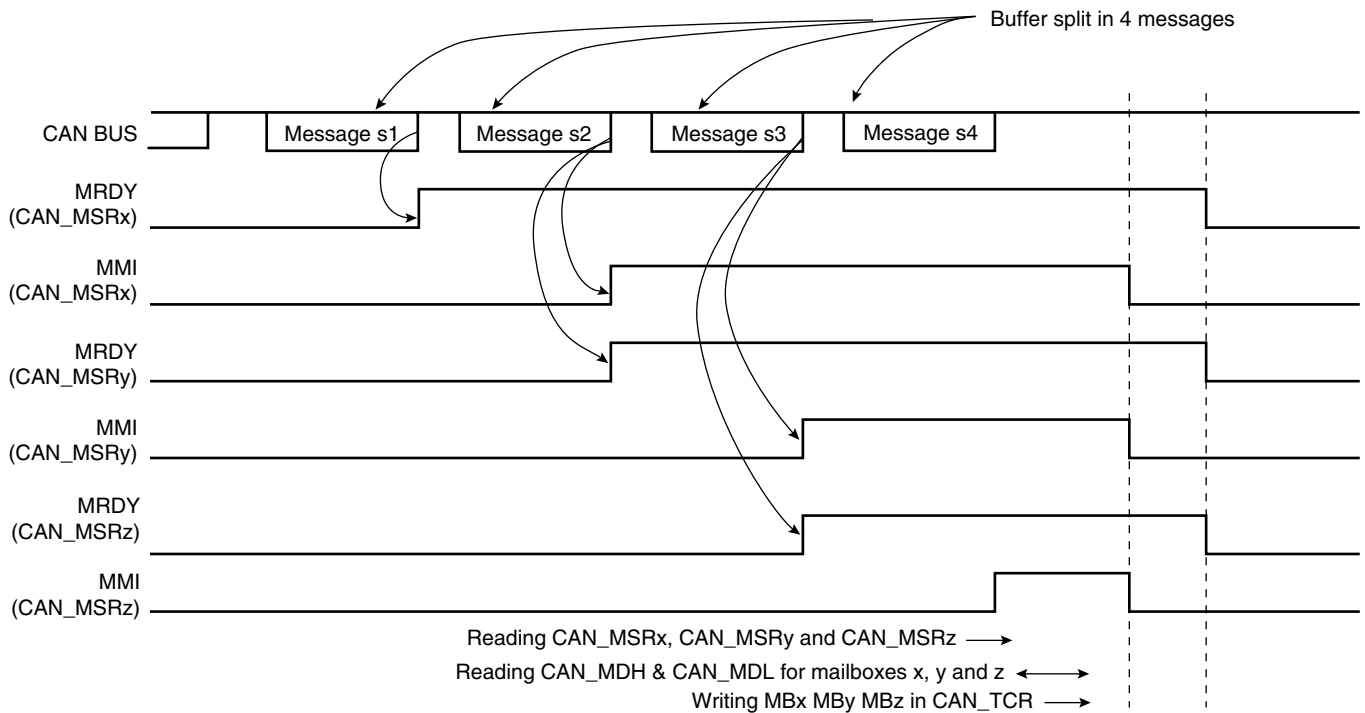 Buffer split in 4 messages
CAN BUS
Message s1
Message s2
Message s3
Message s4
MRDY
(CAN_MSRx)
MMI
(CAN_MSRx)
MRDY
(CAN_MSRy)
MMI
(CAN_MSRy)
MRDY
(CAN_MSRz)
MMI
(CAN_MSRz)
Reading CAN_MSRx, CAN_MSRy and CAN_MSRz
Reading CAN_MDH & CAN_MDL for mailboxes x, y and z
Writing MBx MBy MBz in CAN_TCR